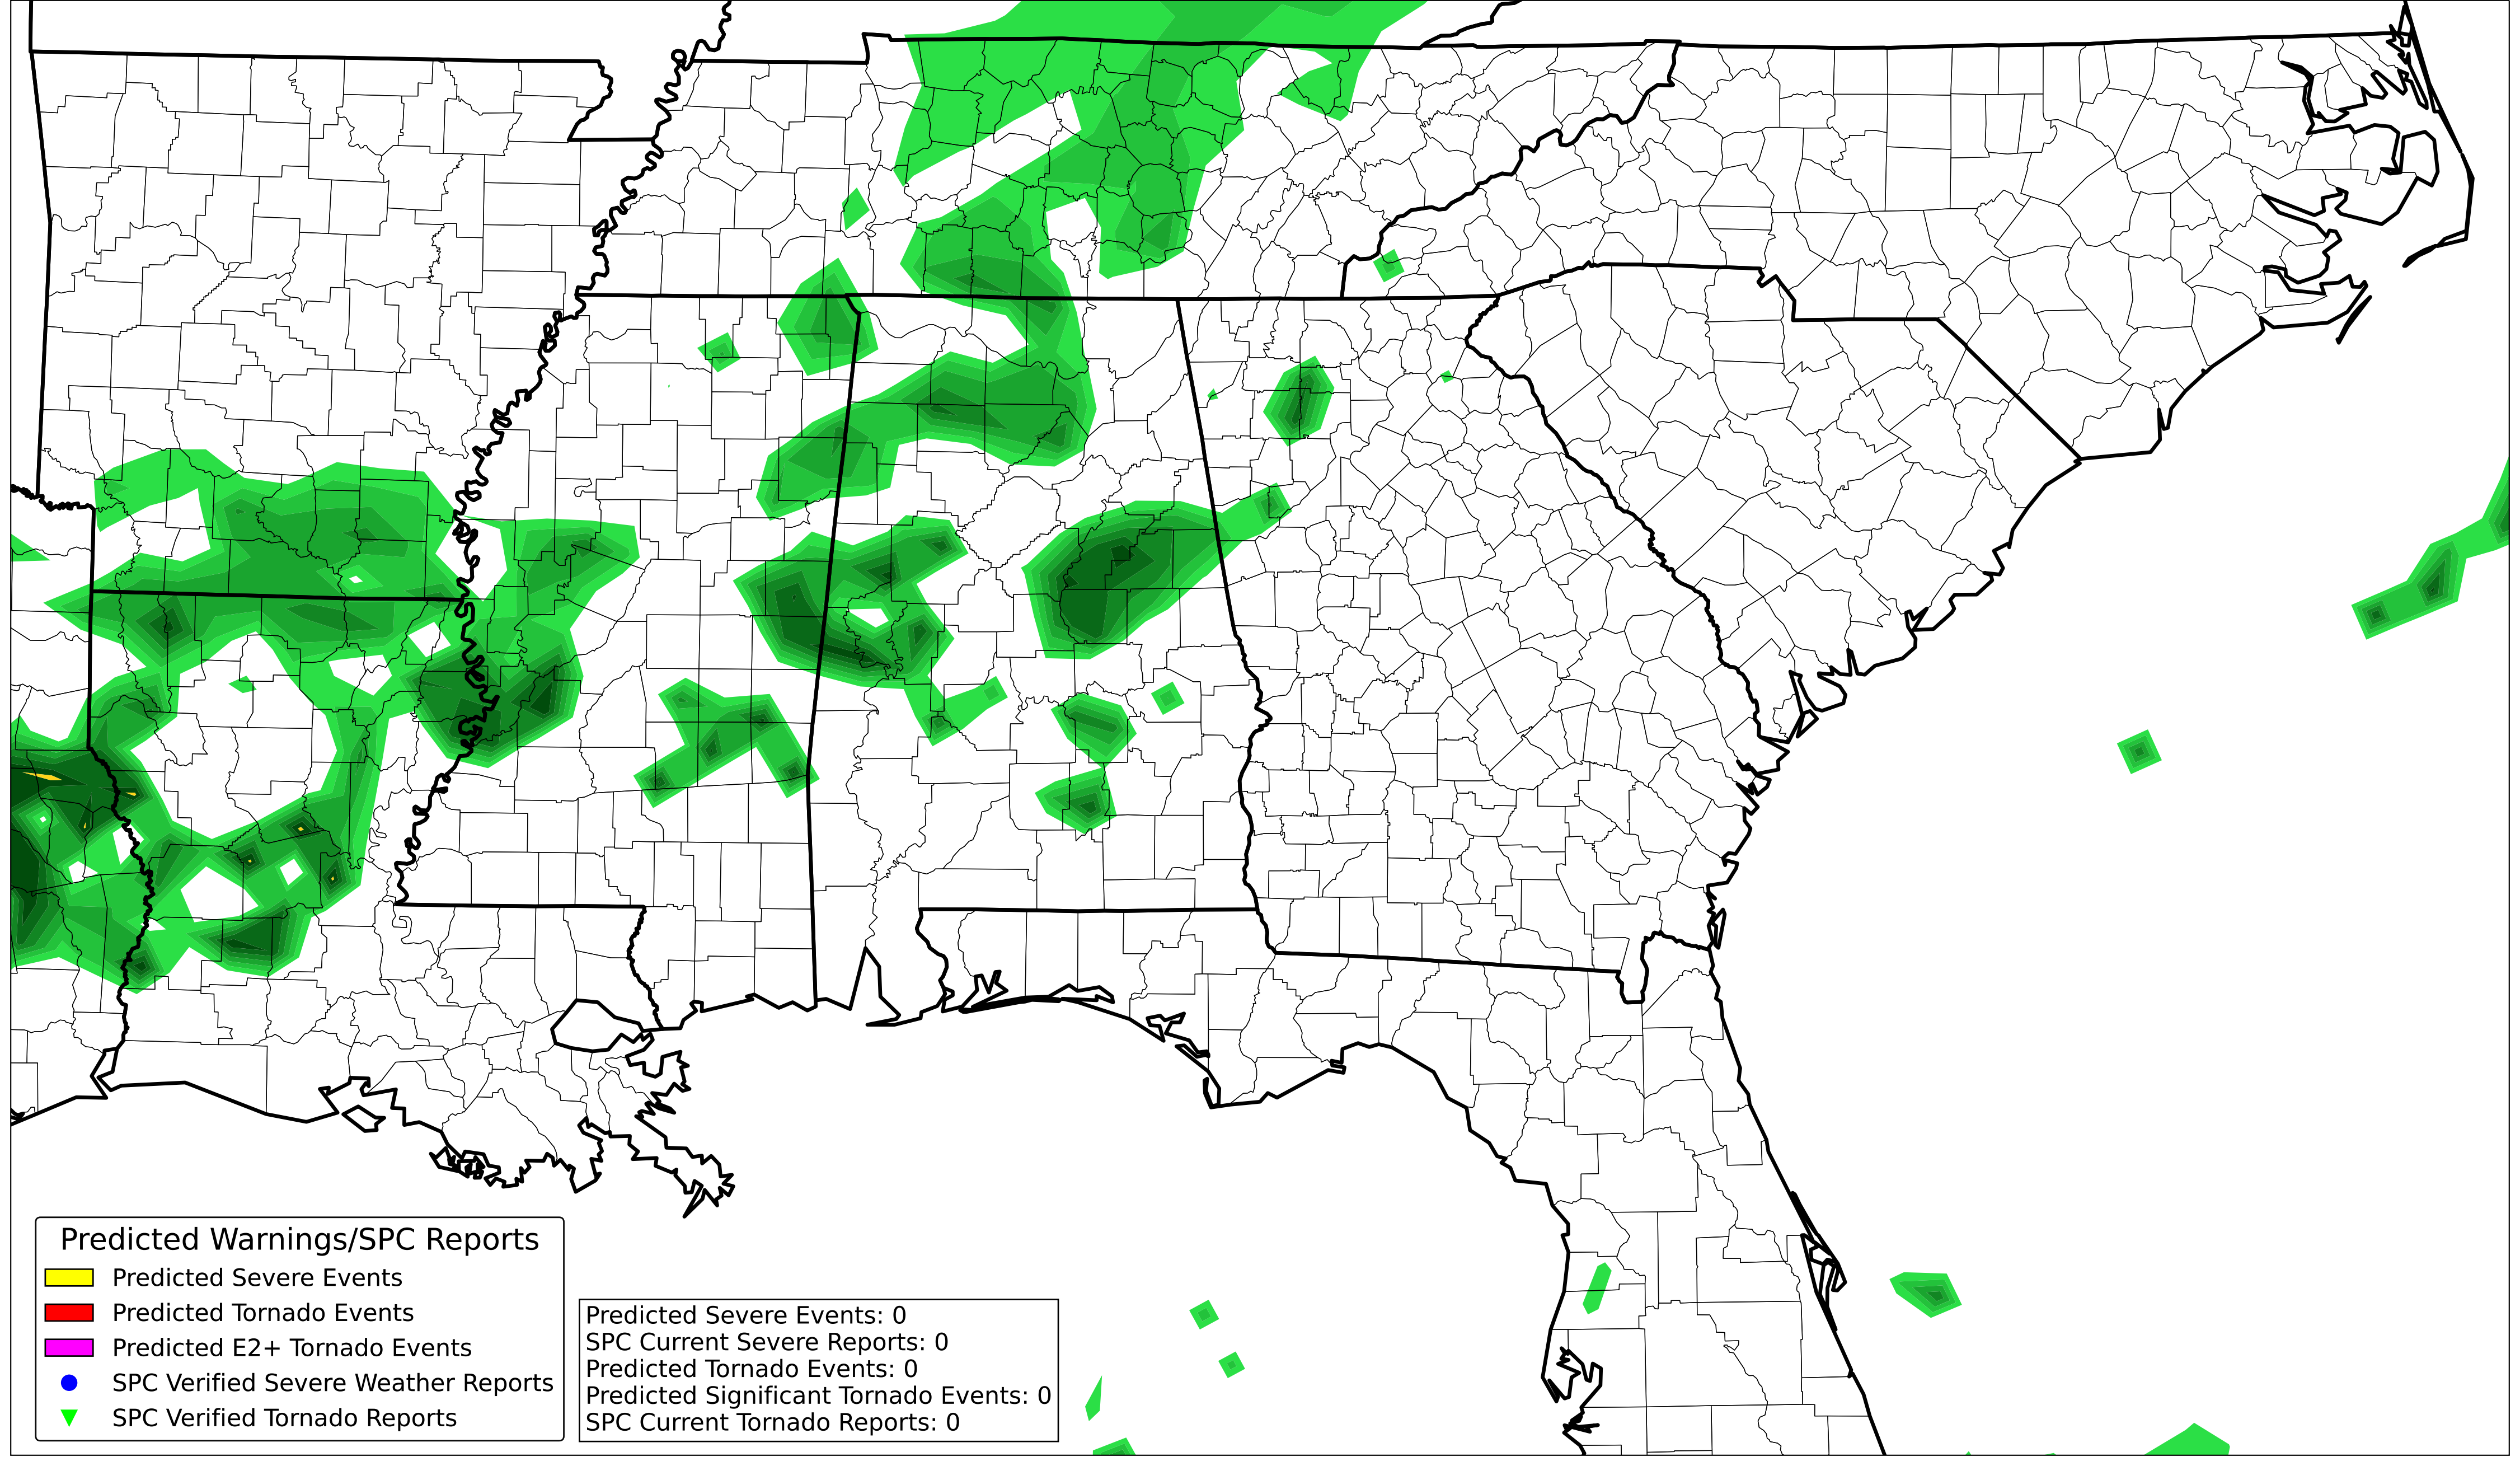 Predicted Warnings/SPC Reports
Predicted Severe Events
Predicted Tornado Events
Predicted E2+ Tornado Events
SPC Verified Severe Weather Reports
SPC Verified Tornado Reports
Predicted Severe Events: 0
SPC Current Severe Reports: 0
Predicted Tornado Events: 0
Predicted Significant Tornado Events: 0
SPC Current Tornado Reports: 0